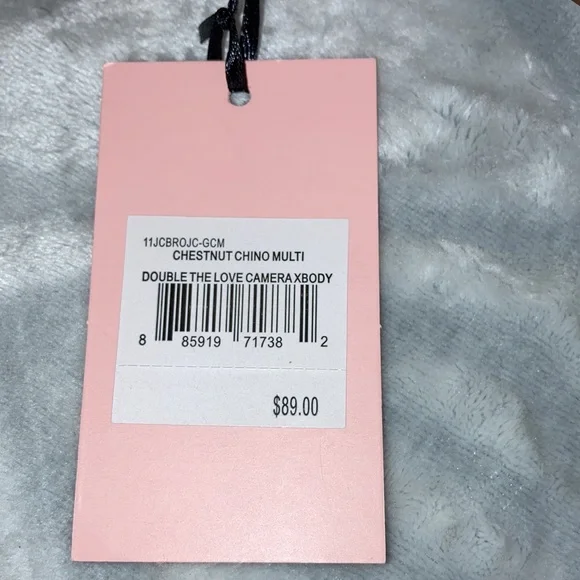 11JCBROJC-GCM
CHESTNUT CHINO MULTI
DOUBLE THE LOVE CAMERA XBODY
8 85919 71738 2
$89.00